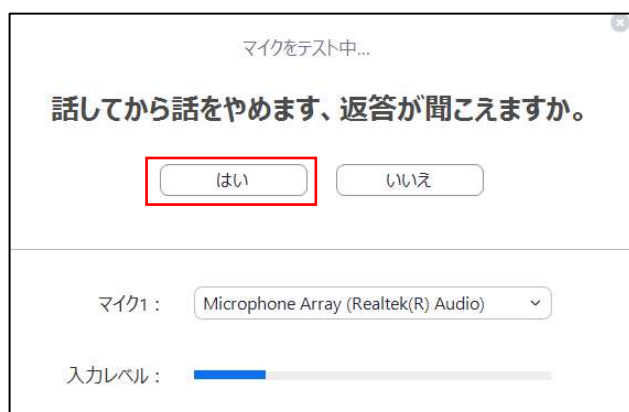 マイクをテスト中...
話してから話をやめます、返答が聞こえますか。
はい いいえ
マイク1： Microphone Array (Realtek(R) Audio)
入力レベル：